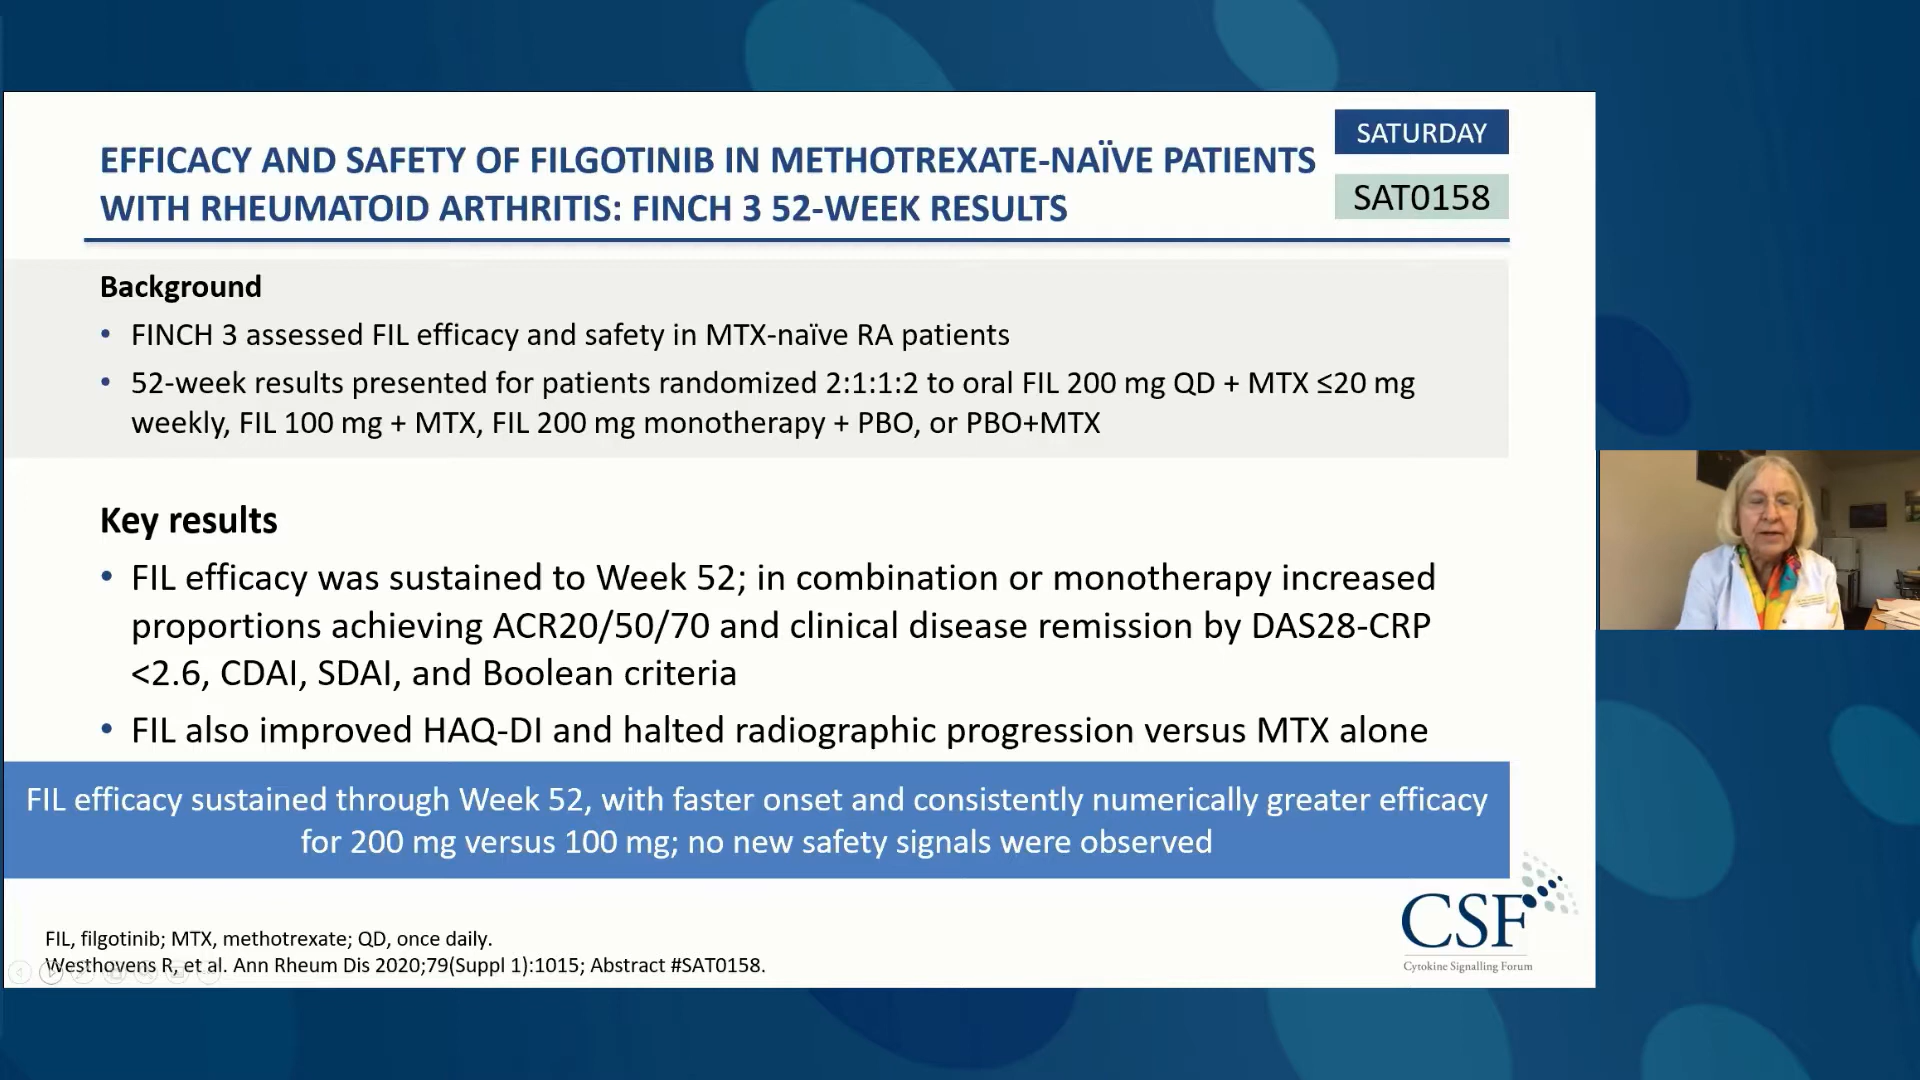 EFFICACY AND SAFETY OF FILGOTINIB IN METHOTREXATE-NAÏVE PATIENTS
WITH RHEUMATOID ARTHRITIS: FINCH 3 52-WEEK RESULTS
SATURDAY
SAT0158
Background
• FINCH 3 assessed FIL efficacy and safety in MTX-naïve RA patients
• 52-week results presented for patients randomized 2:1:1:2 to oral FIL 200 mg QD + MTX ≤20 mg
weekly, FIL 100 mg + MTX, FIL 200 mg monotherapy + PBO, or PBO+MTX
Key results
• FIL efficacy was sustained to Week 52; in combination or monotherapy increased
proportions achieving ACR20/50/70 and clinical disease remission by DAS28-CRP
<2.6, CDAI, SDAI, and Boolean criteria
• FIL also improved HAQ-DI and halted radiographic progression versus MTX alone
FIL efficacy sustained through Week 52, with faster onset and consistently numerically greater efficacy
for 200 mg versus 100 mg; no new safety signals were observed
FIL, filgotinib; MTX, methotrexate; QD, once daily.
Westhovens R, et al. Ann Rheum Dis 2020;79(Suppl 1):1015; Abstract #SAT0158.
CSF
Cytokine Signalling Forum